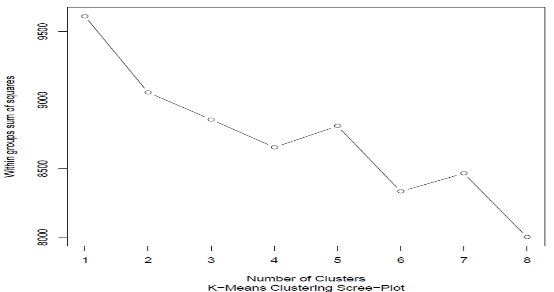 9500
9000
8500
8000
Within groups sum of squares
1 2 3 4 5 6 7 8
Number of Clusters
K-Means Clustering Scree-Plot